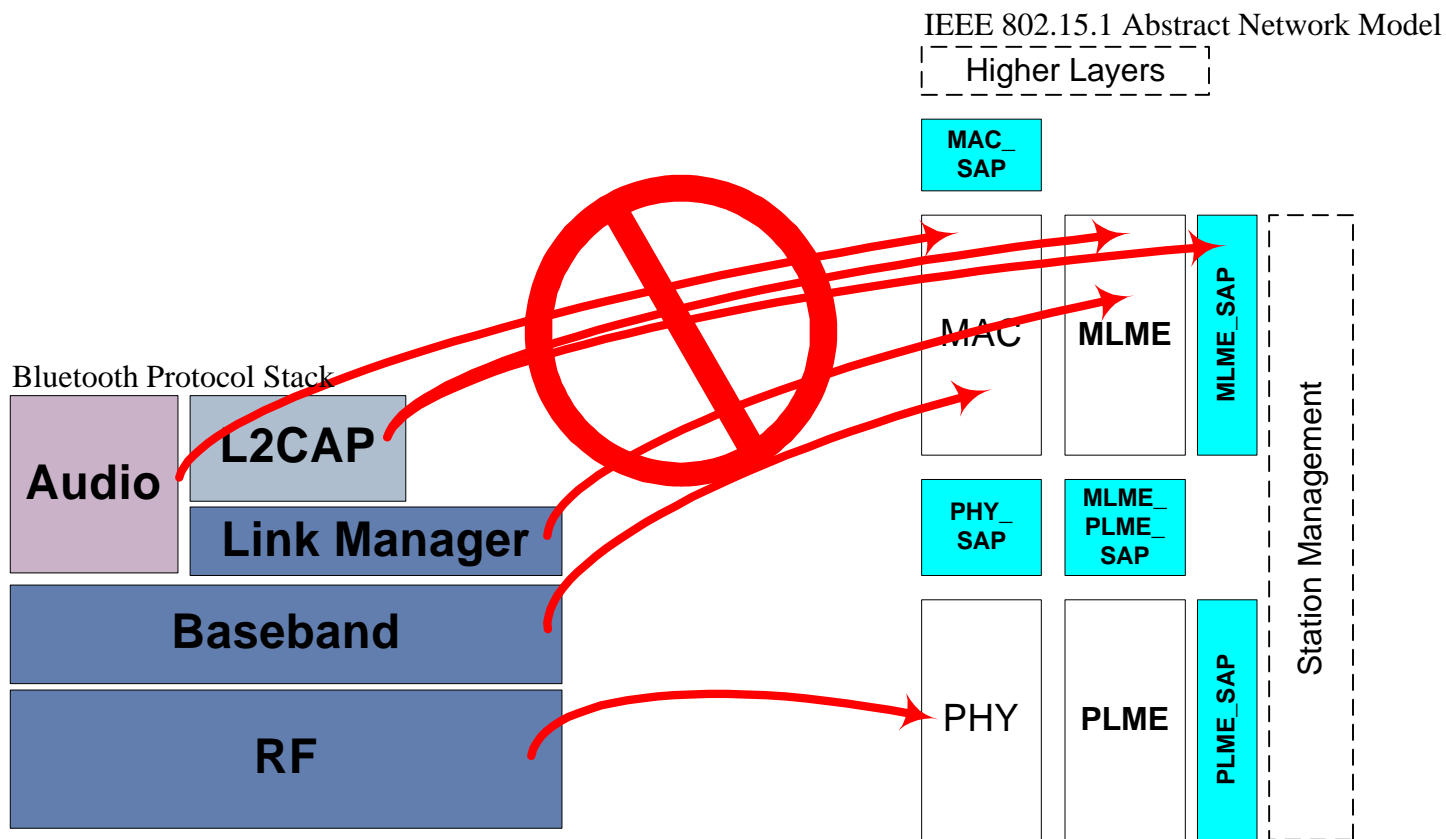 IEEE 802.15.1 Abstract Network Model
Higher Layers
MAC_
SAP
MAC
MLME
MLME_SAP
Station Management
Bluetooth Protocol Stack
Audio
L2CAP
Link Manager
Baseband
RF
PHY_
SAP
MLME_
PLME_
SAP
PHY
PLME
PLME_SAP